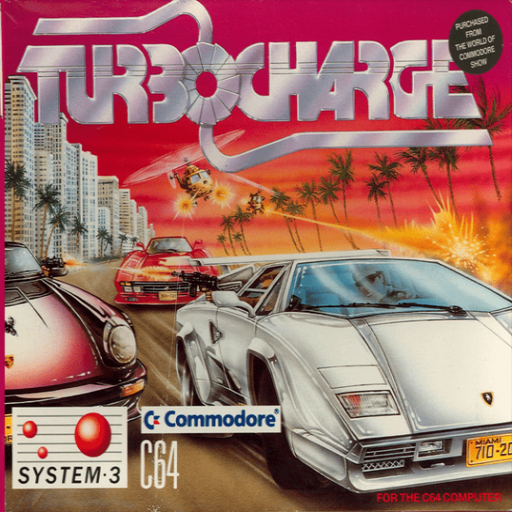 TURBOCHARGE
PURCHASED
FROM
THE WORLD OF
COMMODORE
SHOW
SYSTEM·3
Commodore®
C64
MIAMI
710-20
FOR THE C64 COMPUTER